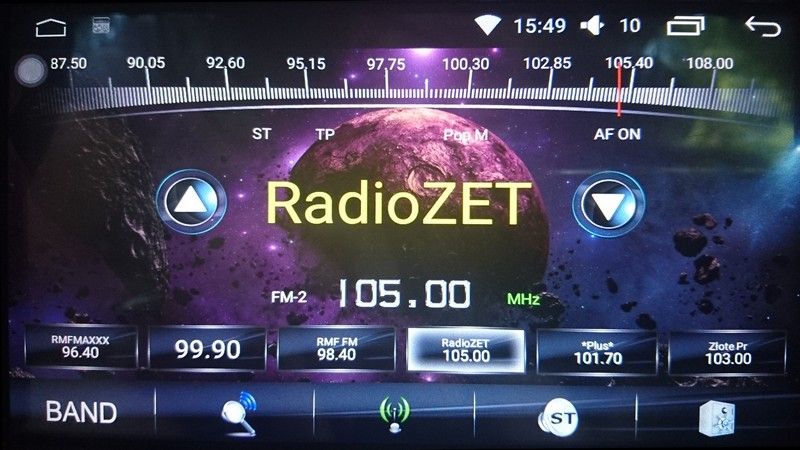 15:49 10
87.50 90.05 92.60 95.15 97.75 100.30 102.85 105.40 108.00
ST TP Pop M AF ON
RadioZET
FM-2 105.00 MHz
RMFMAXXX 96.40
99.90
RMF FM 98.40
RadioZET 105.00
*Plus* 101.70
Złote Pr 103.00
BAND
ST